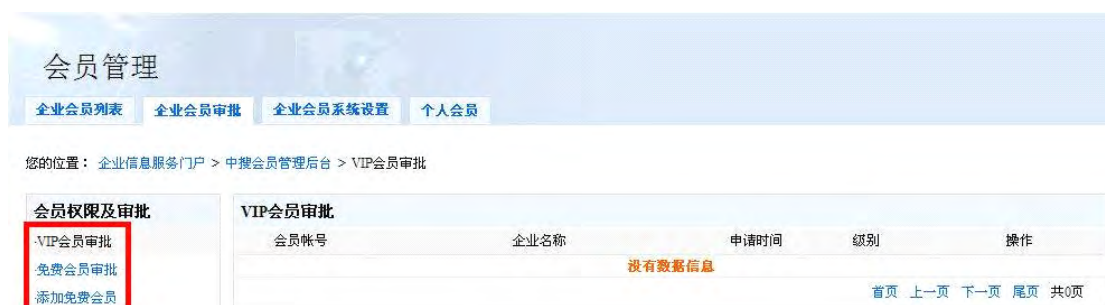 会员管理
企业会员列表 企业会员审批 企业会员系统设置 个人会员
您的位置： 企业信息服务门户 > 中搜会员管理后台 > VIP会员审批
会员权限及审批
·VIP会员审批
·免费会员审批
添加免费会员
VIP会员审批
会员帐号 企业名称 申请时间 级别 操作
没有数据信息
首页 上一页 下一页 尾页 共0页